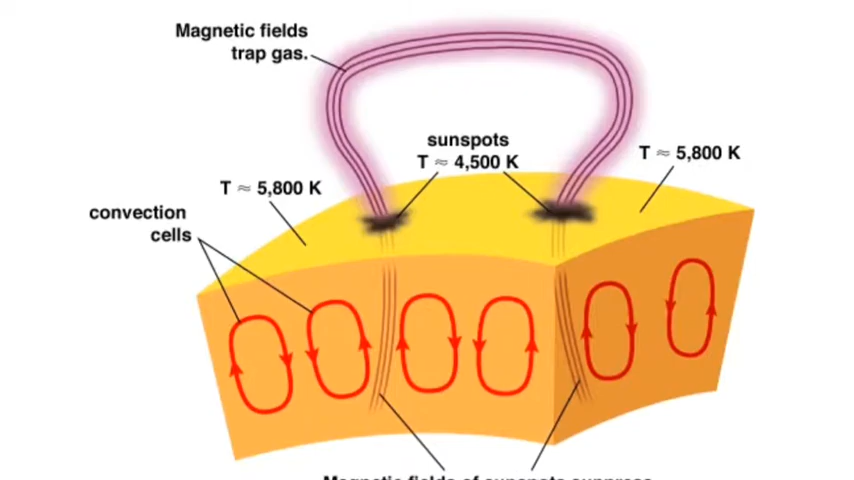 Magnetic fields
trap gas.
sunspots
T ≈ 4,500 K
T ≈ 5,800 K
T ≈ 5,800 K
convection
cells
Magnetic fields of sunspots suppress